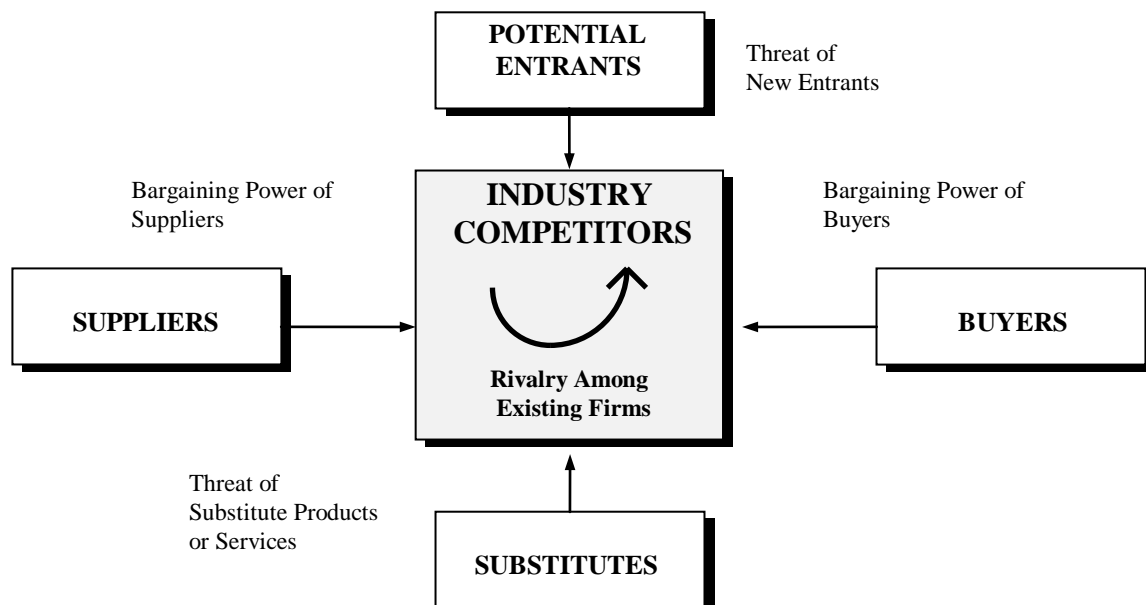 POTENTIAL
ENTRANTS
Threat of
New Entrants
Bargaining Power of
Suppliers
INDUSTRY
COMPETITORS
Bargaining Power of
Buyers
SUPPLIERS
BUYERS
Rivalry Among
Existing Firms
Threat of
Substitute Products
or Services
SUBSTITUTES